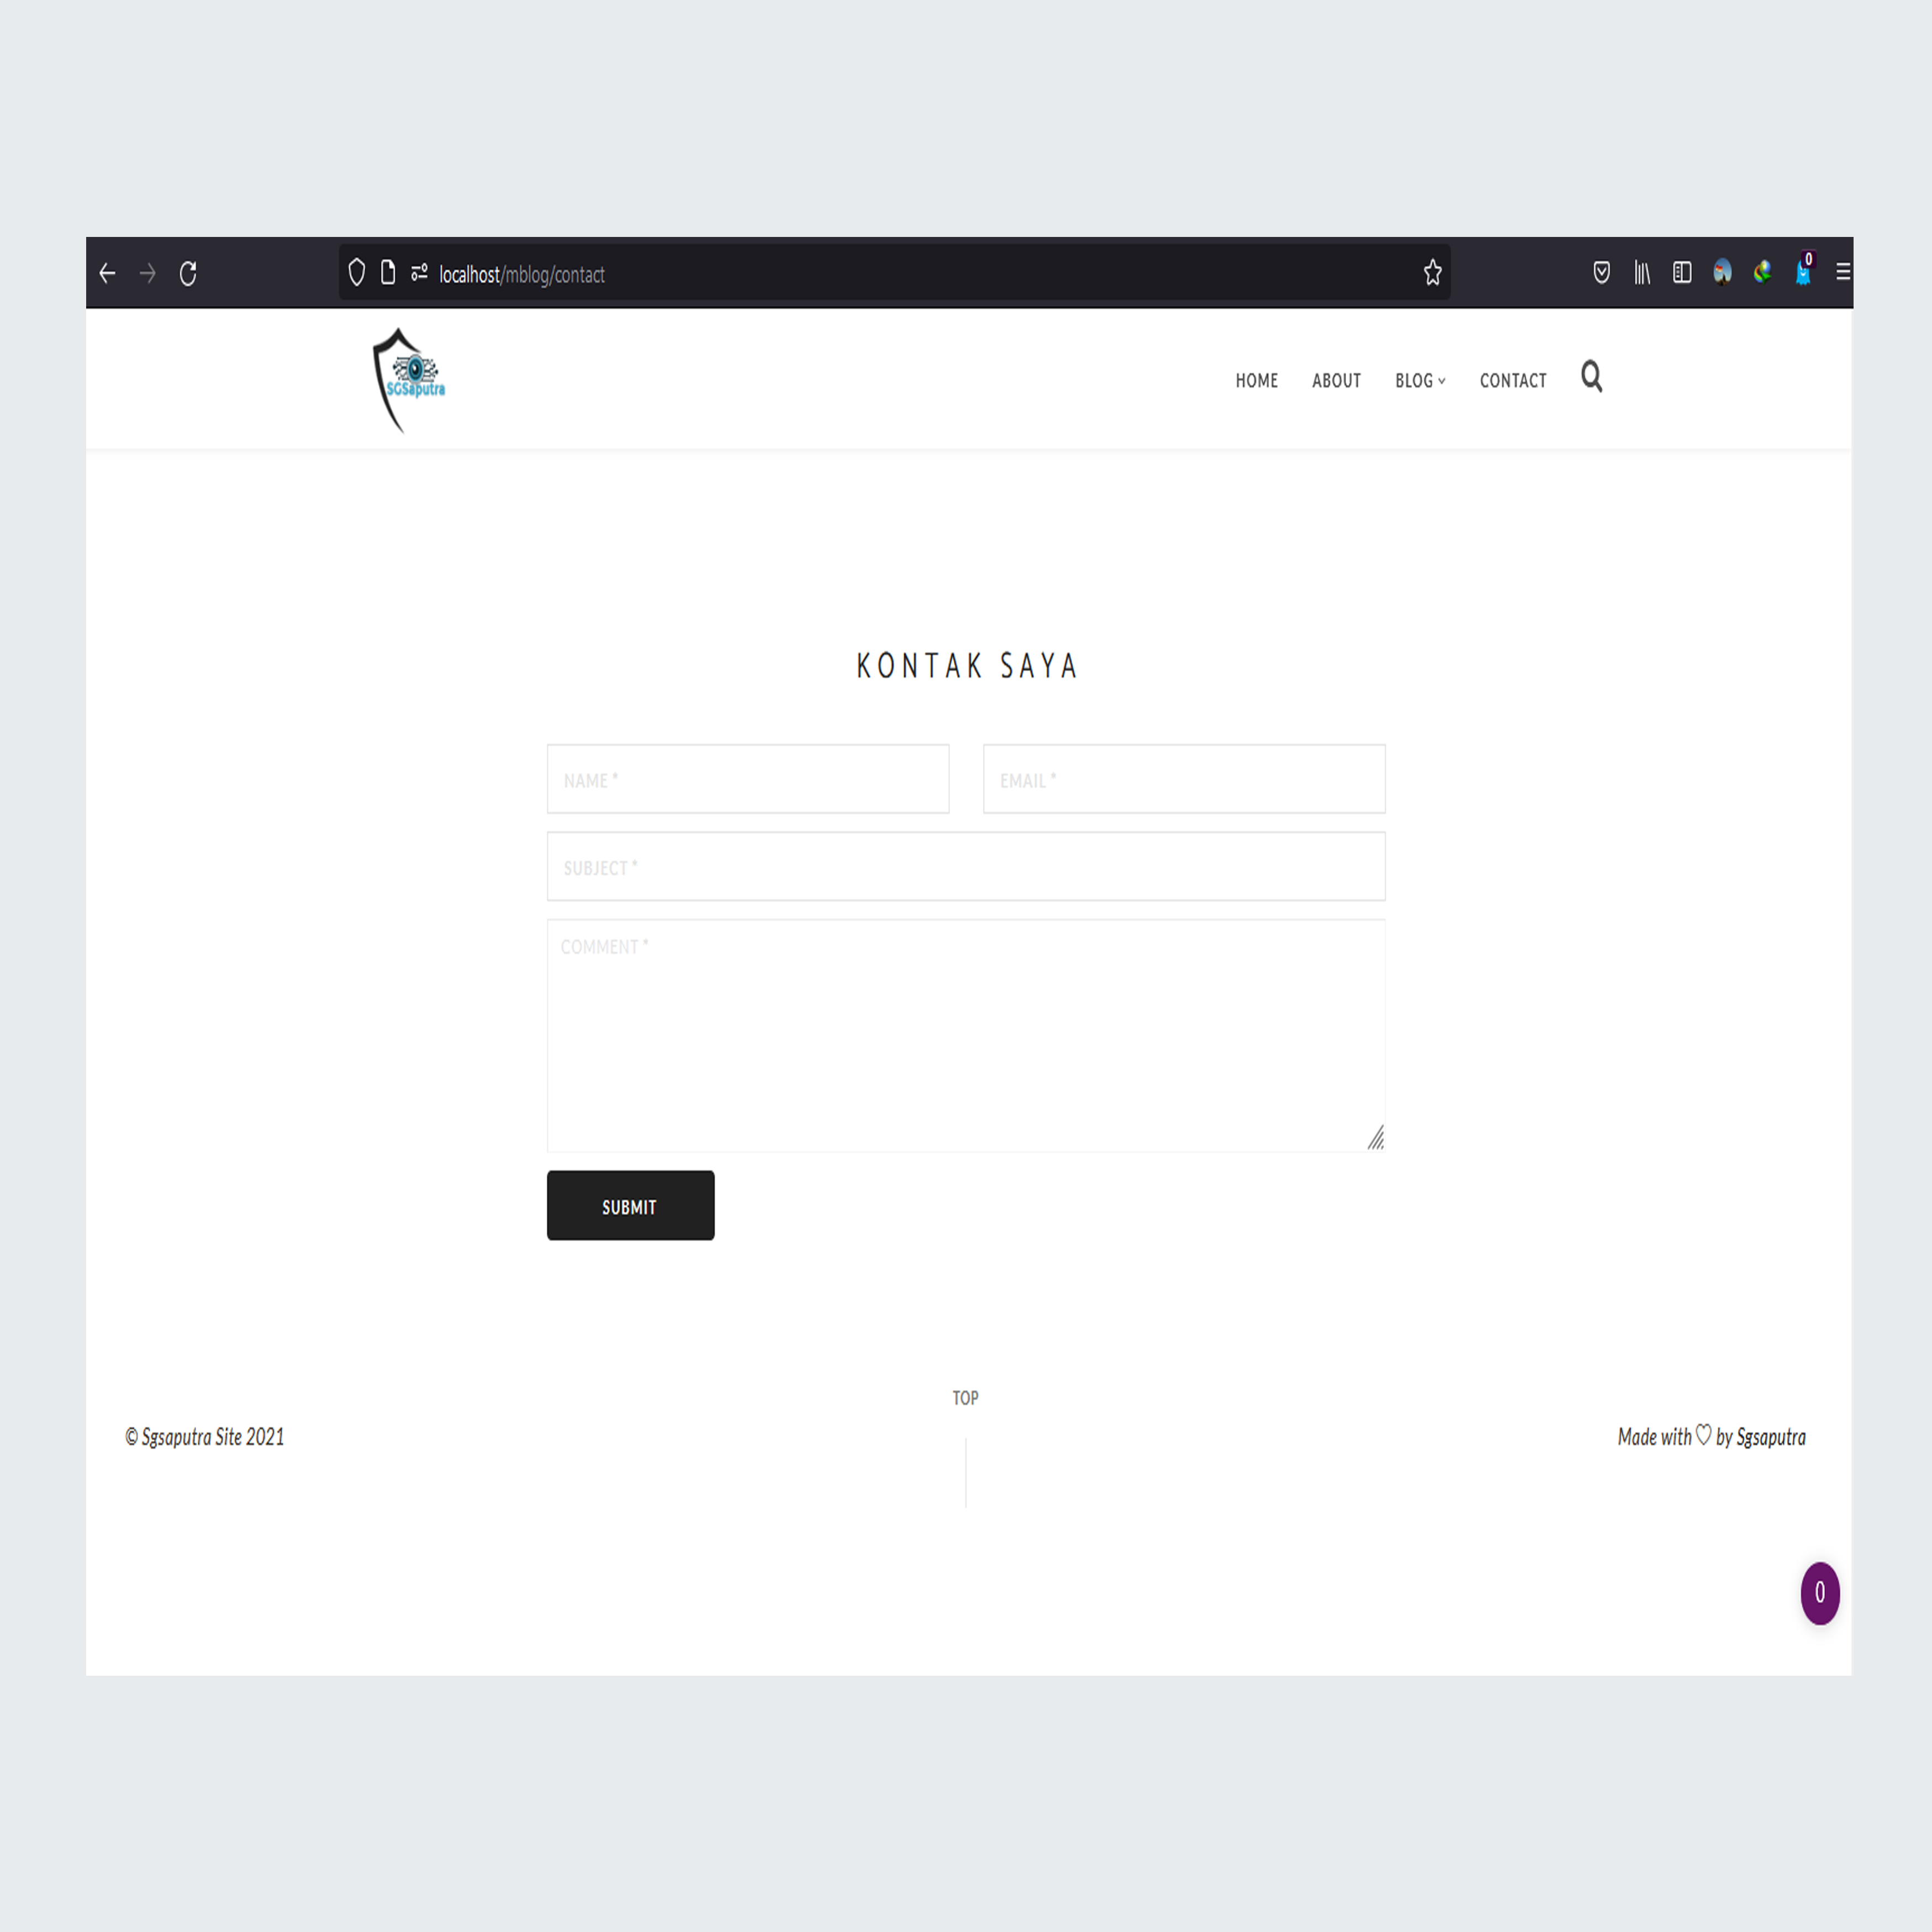 localhost/mblog/contact
0
SGSaputra
HOME ABOUT BLOG CONTACT
KONTAK SAYA
NAME * EMAIL *
SUBJECT *
COMMENT *
SUBMIT
TOP
© Sgsaputra Site 2021 Made with ♡ by Sgsaputra
0